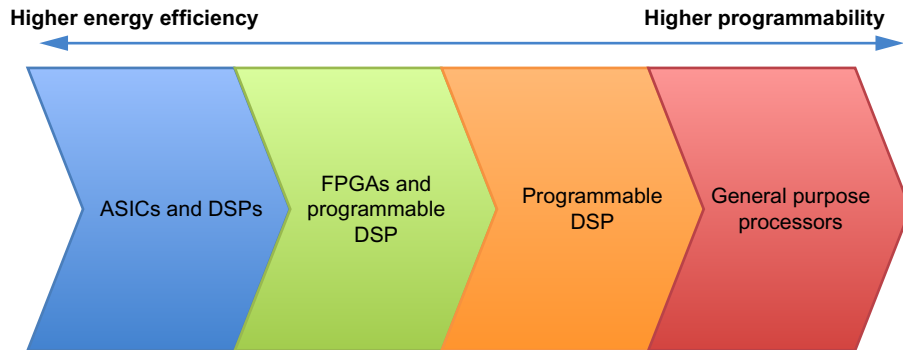 Higher energy efficiency
Higher programmability
ASICs and DSPs
FPGAs and
programmable
DSP
Programmable
DSP
General purpose
processors